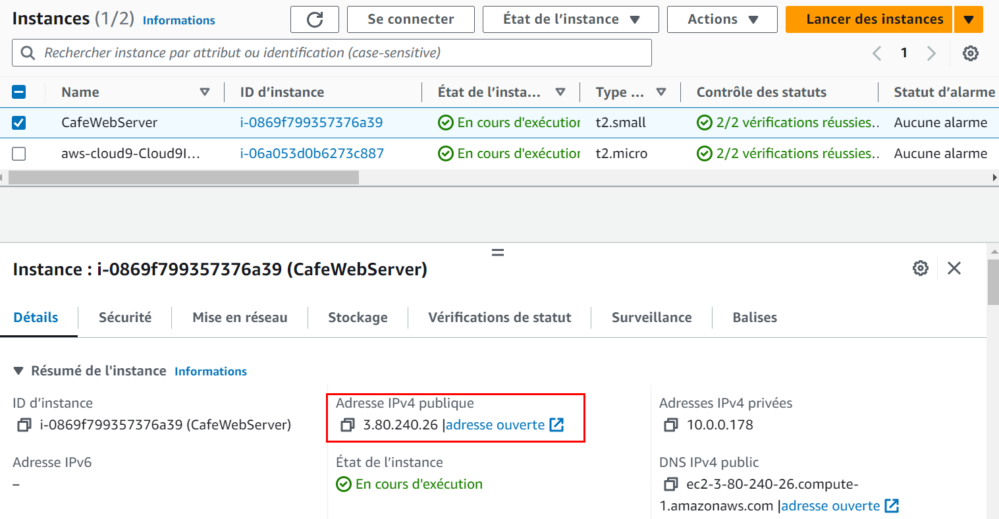 Instances (1/2) Informations Se connecter État de l’instance Actions Lancer des instances
Rechercher instance par attribut ou identification (case-sensitive) 1
Name ID d’instance État de l’insta... Type ... Contrôle des statuts Statut d’alarme
CafeWebServer i-0869f799357376a39 En cours d'exécution t2.small 2/2 vérifications réussies.. Aucune alarme
aws-cloud9-Cloud9I... i-06a053d0b6273c887 En cours d'exécution t2.micro 2/2 vérifications réussies.. Aucune alarme
Instance : i-0869f799357376a39 (CafeWebServer)
Détails Sécurité Mise en réseau Stockage Vérifications de statut Surveillance Balises
Résumé de l'instance Informations
ID d’instance Adresse IPv4 publique Adresses IPv4 privées
i-0869f799357376a39 (CafeWebServer) 3.80.240.26 |adresse ouverte 10.0.0.178
Adresse IPv6 État de l’instance DNS IPv4 public
– En cours d'exécution ec2-3-80-240-26.compute-
1.amazonaws.com |adresse ouverte